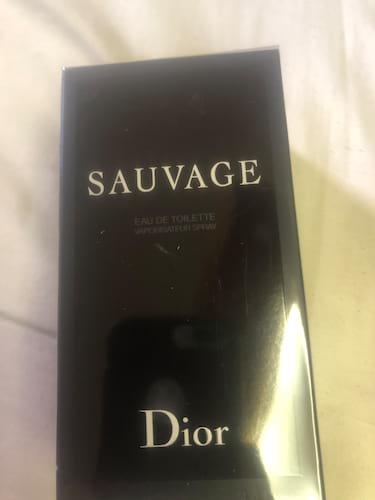 SAUVAGE
EAU DE TOILETTE
VAPORISATEUR SPRAY
Dior